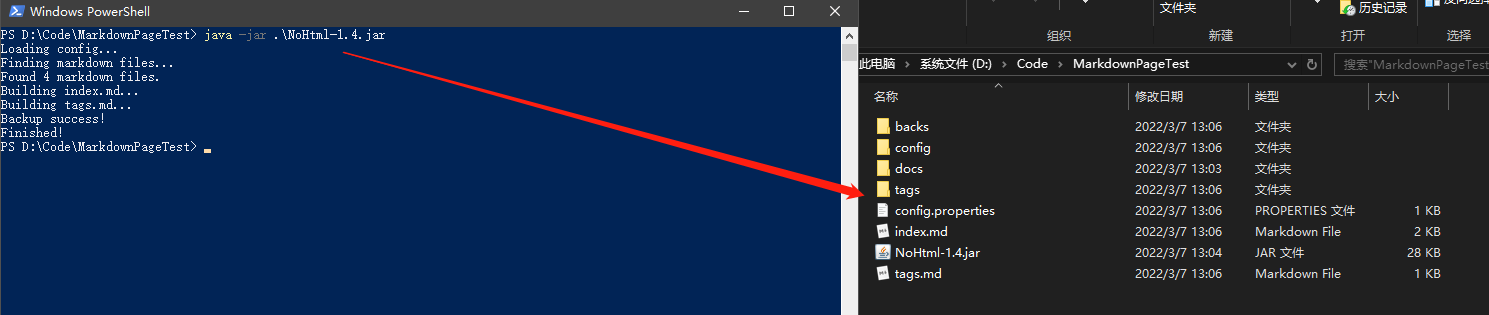 Windows PowerShell
PS D:\Code\MarkdownPageTest> java -jar .\NoHtml-1.4.jar
Loading config...
Finding markdown files...
Found 4 markdown files.
Building index.md...
Building tags.md...
Backup success!
Finished!
PS D:\Code\MarkdownPageTest>
文件夹
历史记录
组织
新建
打开
选择
此电脑 > 系统文件 (D:) > Code > MarkdownPageTest
搜索"MarkdownPageTest
名称 修改日期 类型 大小
backs 2022/3/7 13:06 文件夹
config 2022/3/7 13:06 文件夹
docs 2022/3/7 13:03 文件夹
tags 2022/3/7 13:06 文件夹
config.properties 2022/3/7 13:06 PROPERTIES 文件 1 KB
index.md 2022/3/7 13:06 Markdown File 2 KB
NoHtml-1.4.jar 2022/3/7 13:04 JAR 文件 28 KB
tags.md 2022/3/7 13:06 Markdown File 1 KB